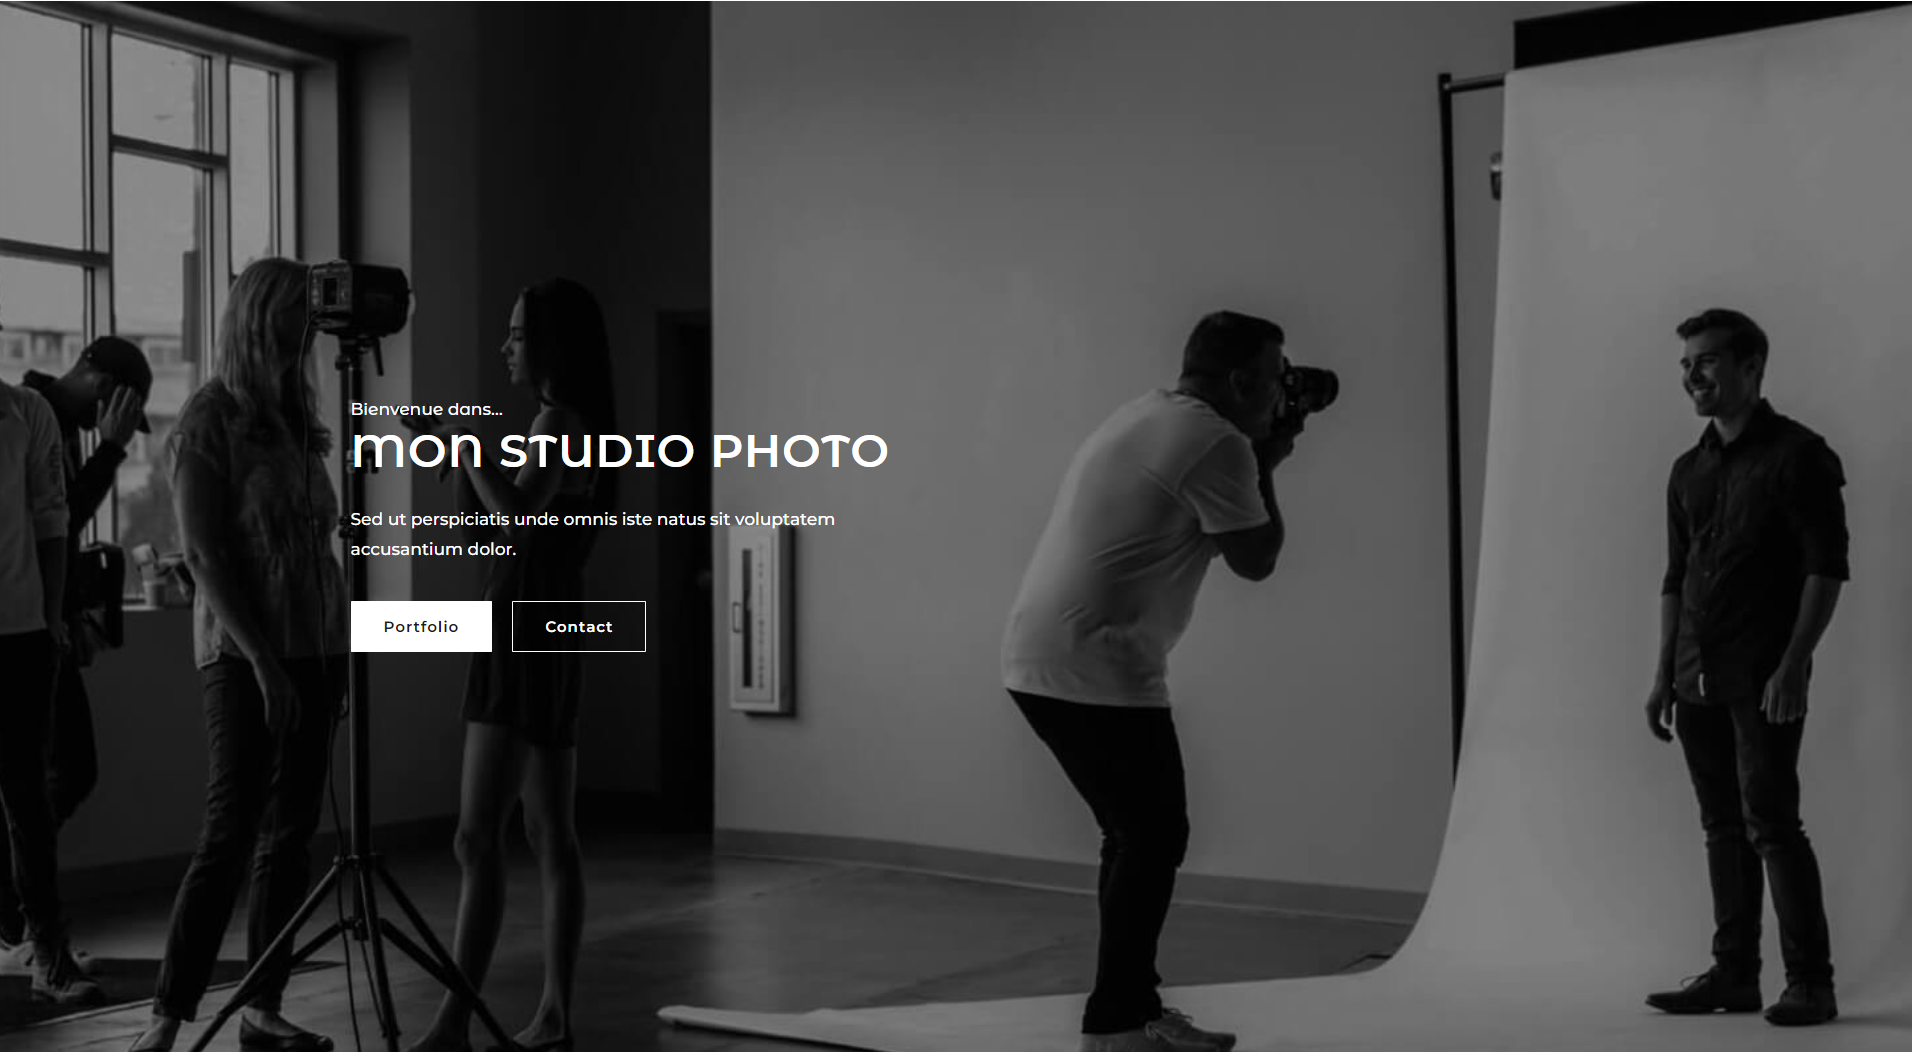 Bienvenue dans...
mon STUDIO PHOTO
Sed ut perspiciatis unde omnis iste natus sit voluptatem
accusantium dolor.
Portfolio
Contact